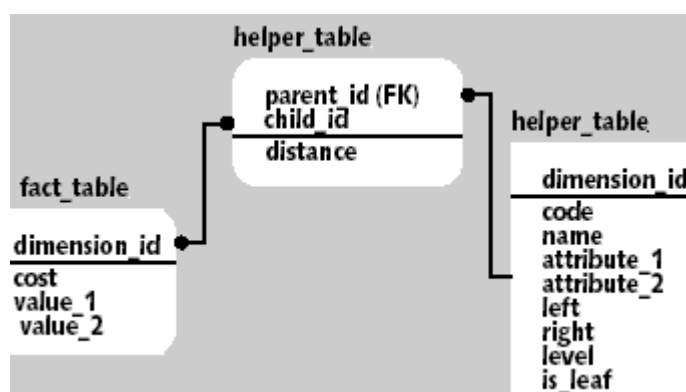 helper_table
parent_id (FK)
child_id
distance
helper_table
dimension_id
code
name
attribute_1
attribute_2
left
right
level
is_leaf
fact_table
dimension_id
cost
value_1
value_2